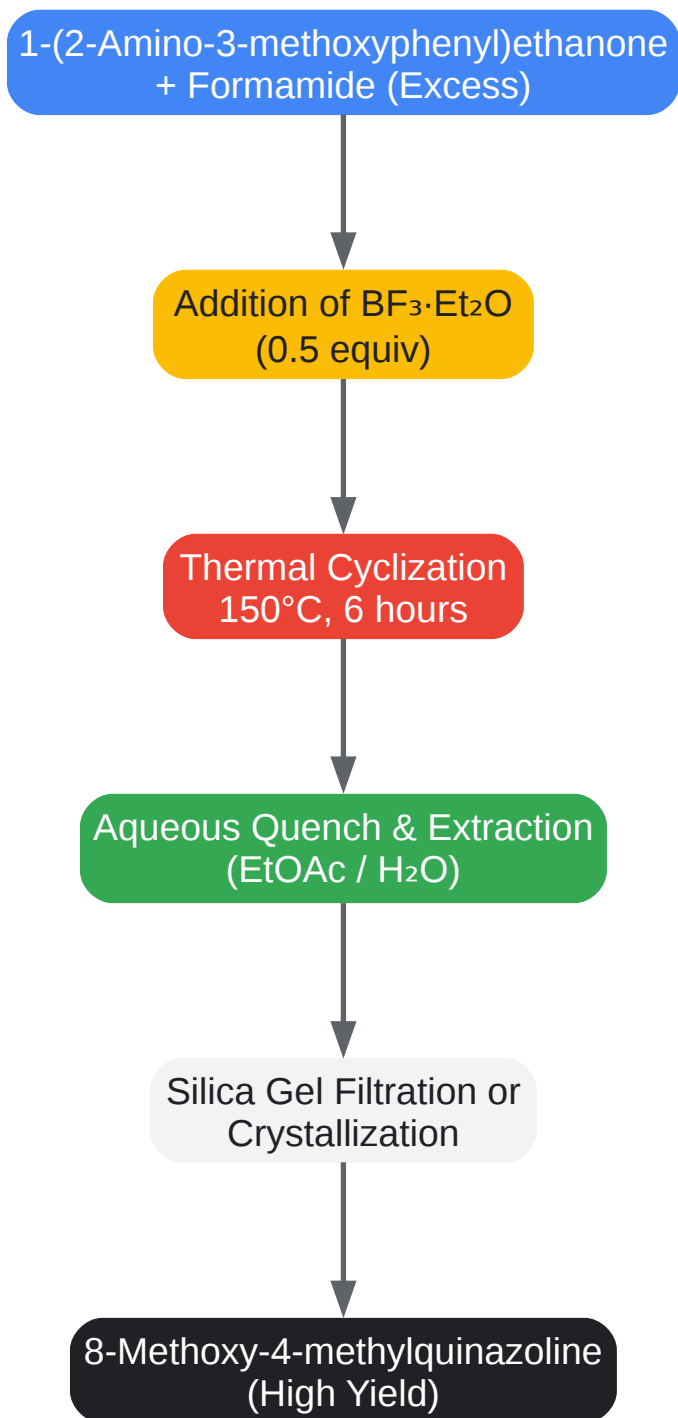 1-(2-Amino-3-methoxyphenyl)ethanone
+ Formamide (Excess)
Addition of BF₃·Et₂O
(0.5 equiv)
Thermal Cyclization
150°C, 6 hours
Aqueous Quench & Extraction
(EtOAc / H₂O)
Silica Gel Filtration or
Crystallization
8-Methoxy-4-methylquinazoline
(High Yield)